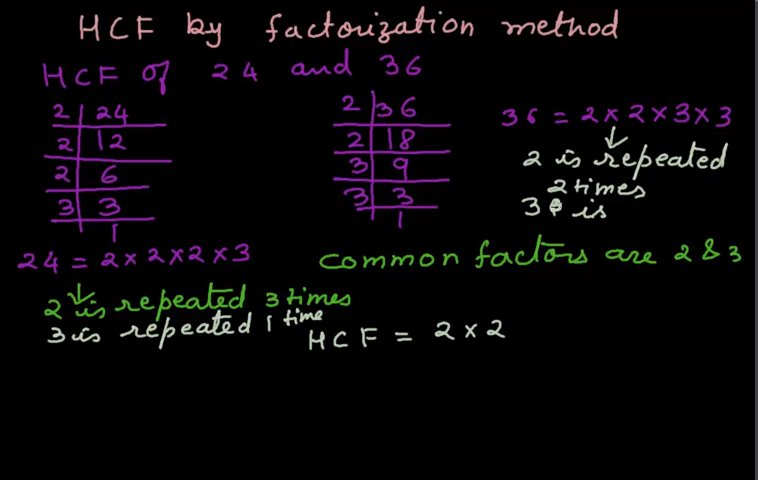 HCF by factorization method
HCF of 24 and 36
2 24
2 12
2 6
3 3
1
24 = 2 × 2 × 2 × 3
2 is repeated 3 times
3 is repeated 1 time
2 36
2 18
3 9
3 3
1
36 = 2 × 2 × 3 × 3
2 is repeated
2 times
3 is
common factors are 2 & 3
HCF = 2 × 2